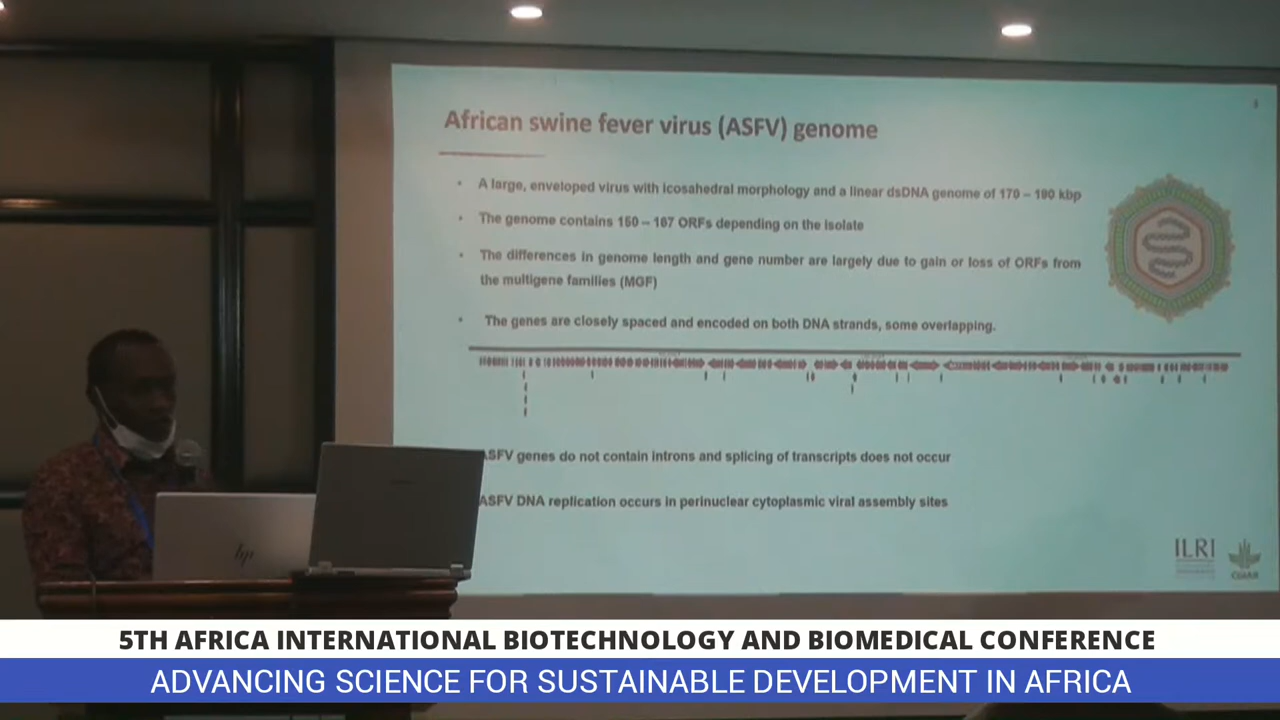 African swine fever virus (ASFV) genome
• A large, enveloped virus with icosahedral morphology and a linear dsDNA genome of 170 – 190 kbp
• The genome contains 150 – 167 ORFs depending on the isolate
• The differences in genome length and gene number are largely due to gain or loss of ORFs from
the multigene families (MGF)
• The genes are closely spaced and encoded on both DNA strands, some overlapping.
ASFV genes do not contain introns and splicing of transcripts does not occur
ASFV DNA replication occurs in perinuclear cytoplasmic viral assembly sites
ILRI
CGIAR
hp
5TH AFRICA INTERNATIONAL BIOTECHNOLOGY AND BIOMEDICAL CONFERENCE
ADVANCING SCIENCE FOR SUSTAINABLE DEVELOPMENT IN AFRICA